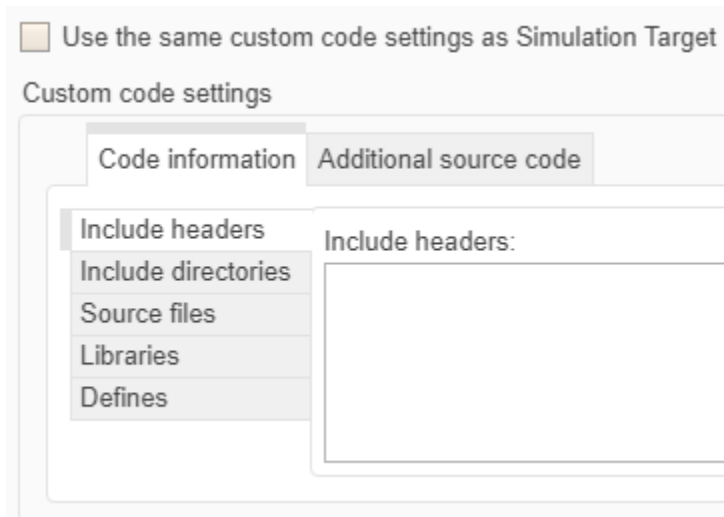 Use the same custom code settings as Simulation Target
Custom code settings
Code information
Additional source code
Include headers
Include directories
Source files
Libraries
Defines
Include headers: